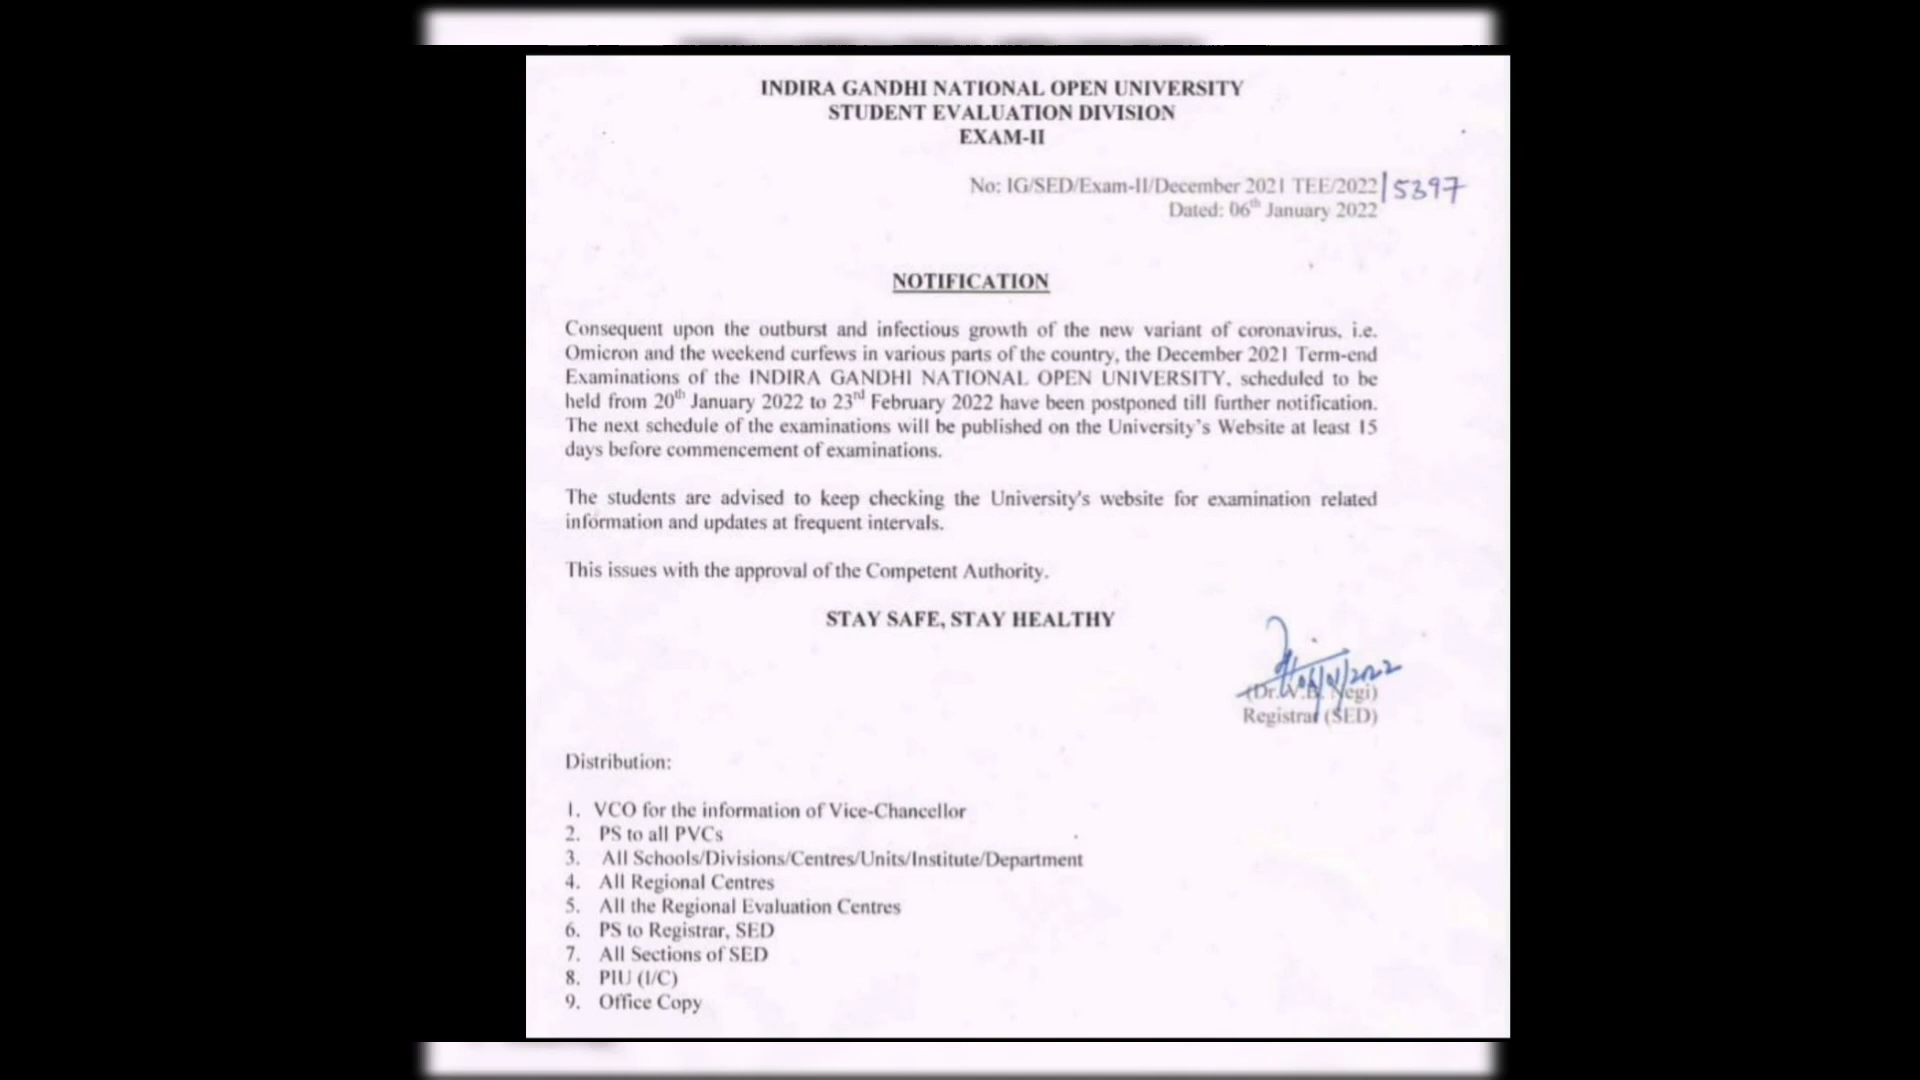 INDIRA GANDHI NATIONAL OPEN UNIVERSITY
STUDENT EVALUATION DIVISION
EXAM-II
No: IG/SED/Exam-II/December 2021 TEE/2022/5397
Dated: 06th January 2022
NOTIFICATION
Consequent upon the outburst and infectious growth of the new variant of coronavirus, i.e.
Omicron and the weekend curfews in various parts of the country, the December 2021 Term-end
Examinations of the INDIRA GANDHI NATIONAL OPEN UNIVERSITY, scheduled to be
held from 20th January 2022 to 23rd February 2022 have been postponed till further notification.
The next schedule of the examinations will be published on the University's Website at least 15
days before commencement of examinations.
The students are advised to keep checking the University's website for examination related
information and updates at frequent intervals.
This issues with the approval of the Competent Authority.
STAY SAFE, STAY HEALTHY
(Dr. V.B. Negi)
Registrar (SED)
Distribution:
1. VCO for the information of Vice-Chancellor
2. PS to all PVCs
3. All Schools/Divisions/Centres/Units/Institute/Department
4. All Regional Centres
5. All the Regional Evaluation Centres
6. PS to Registrar, SED
7. All Sections of SED
8. PIU (I/C)
9. Office Copy